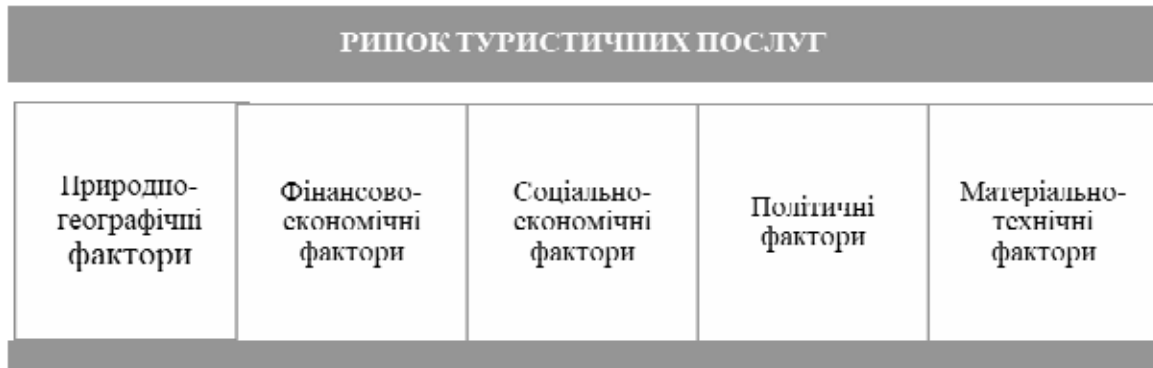 РИНОК ТУРИСТИЧНИХ ПОСЛУГ
Природно-
географічні
фактори
Фінансово-
економічні
фактори
Соціально-
економічні
фактори
Політичні
фактори
Матеріально-
технічні
фактори